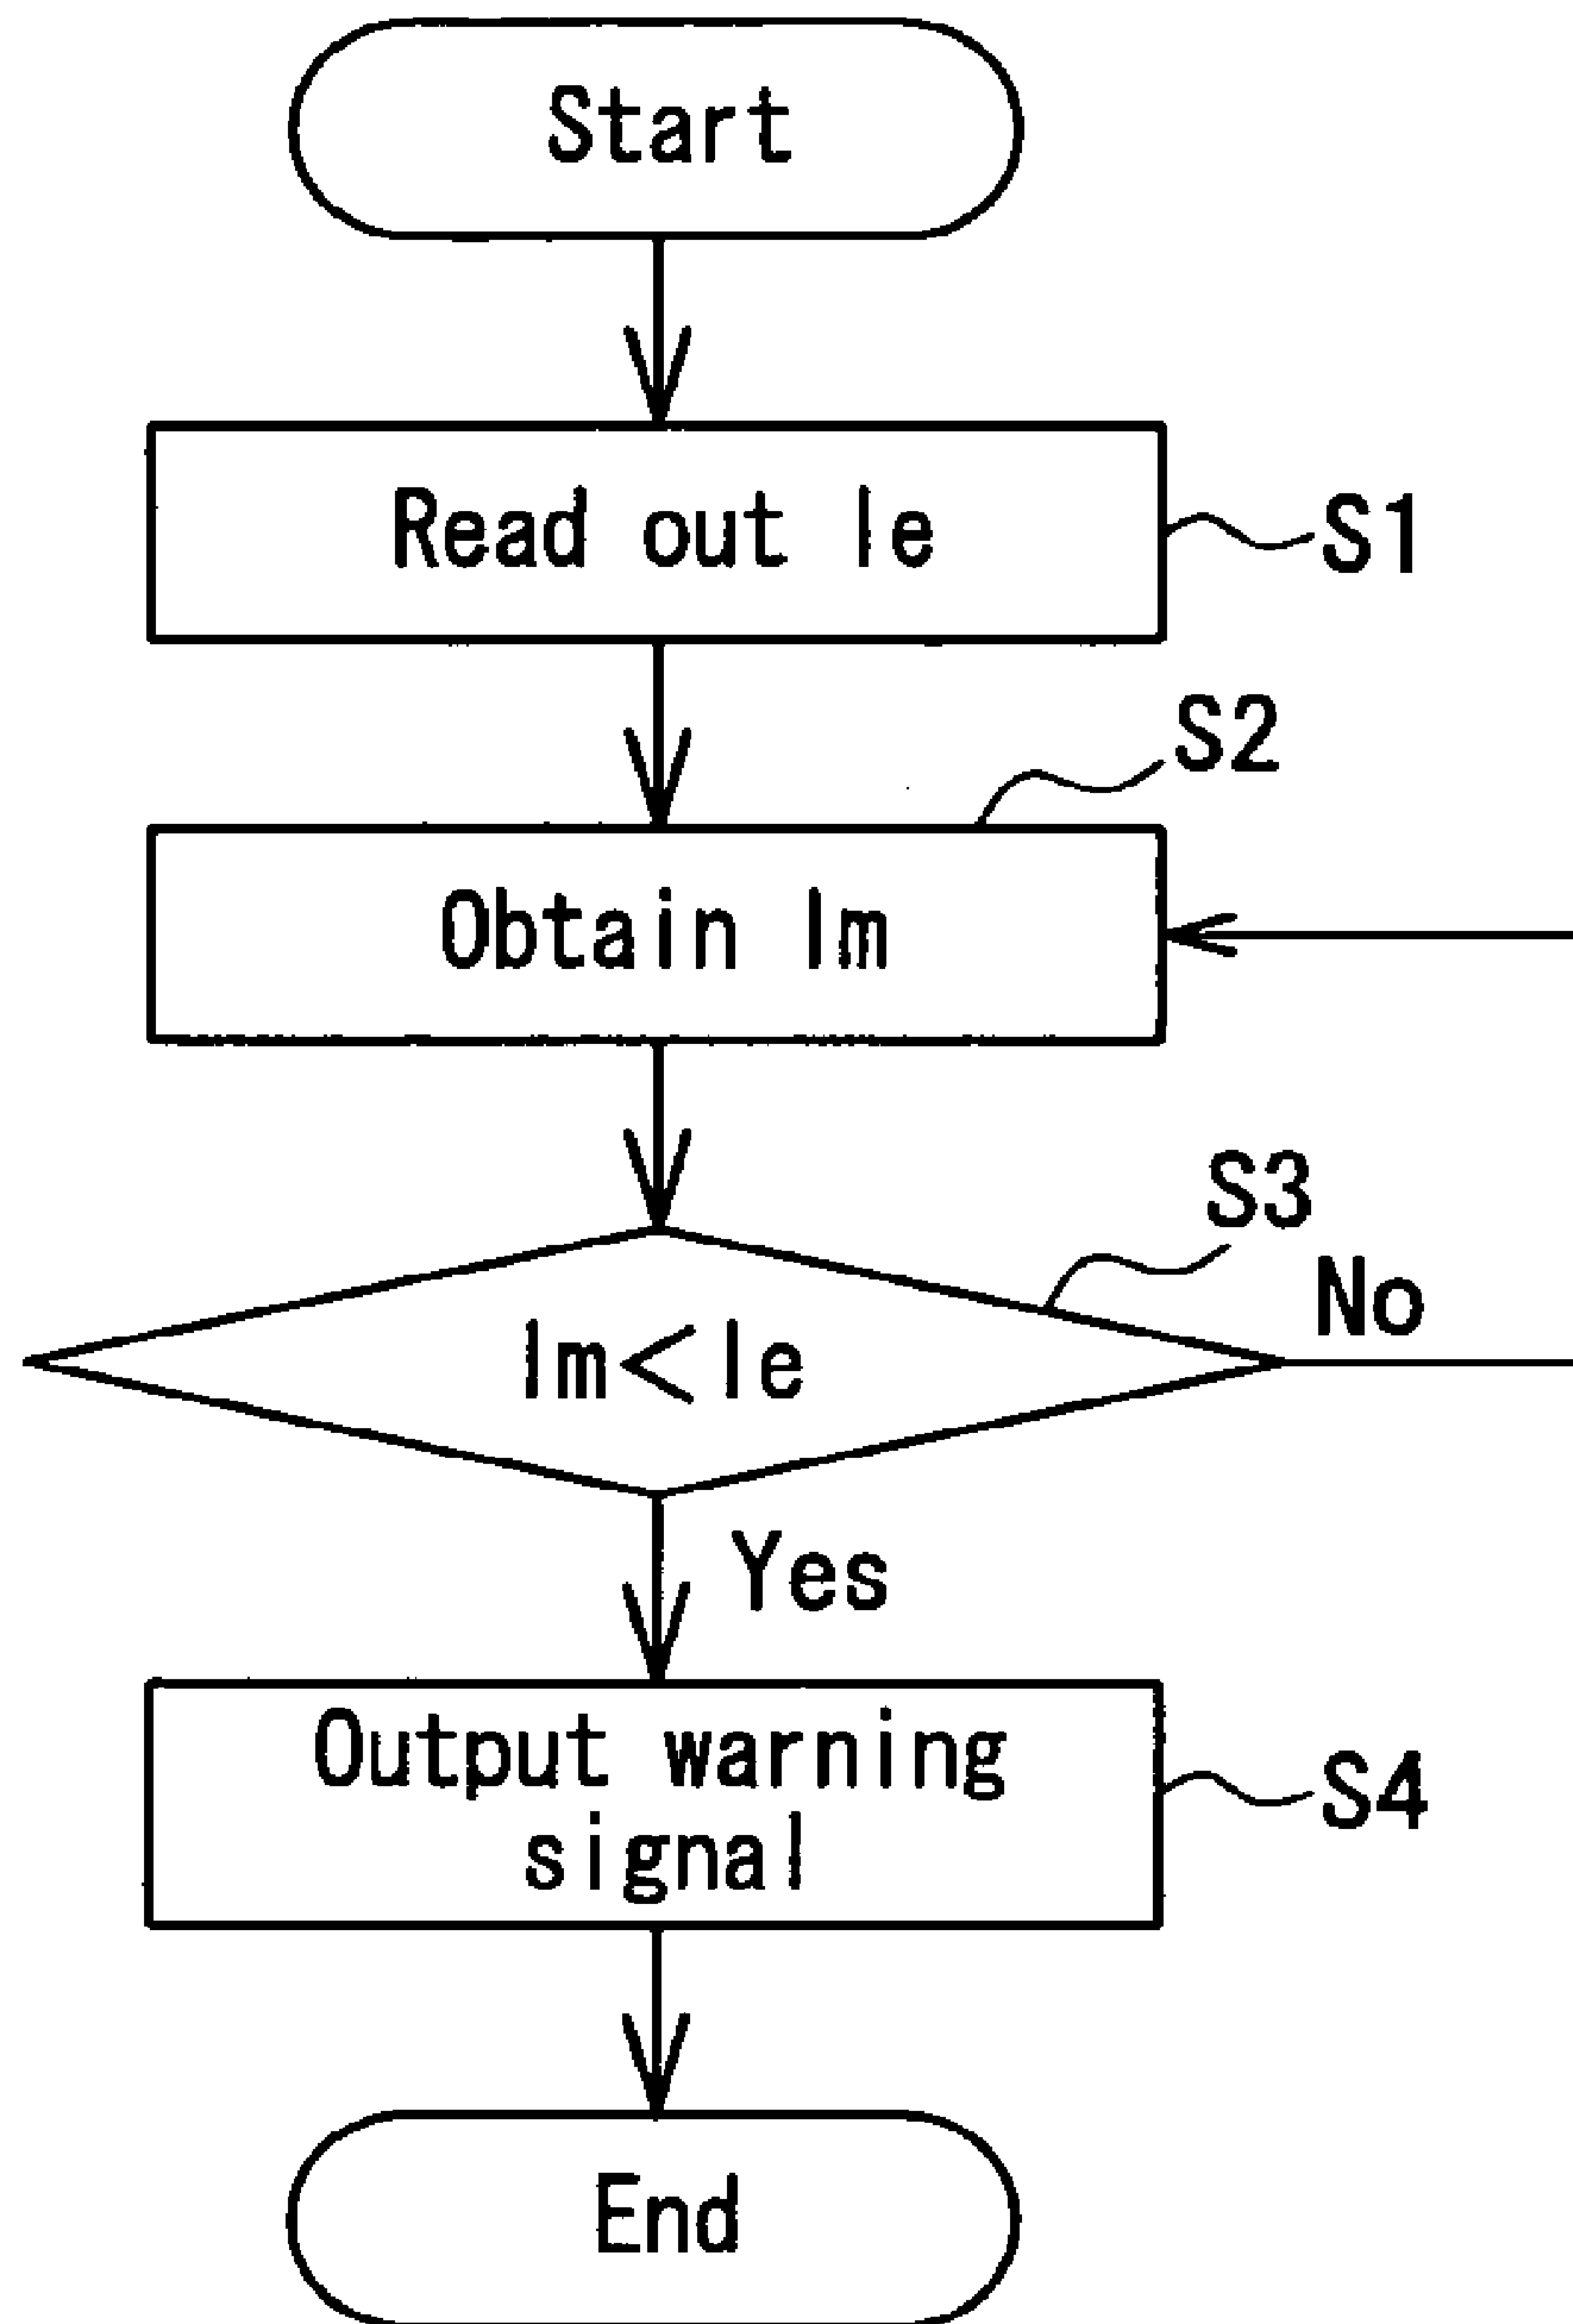 Start
Read out Ie
S1
S2
Obtain Im
S3
No
Im<Ie
Yes
Output warning
signal
S4
End